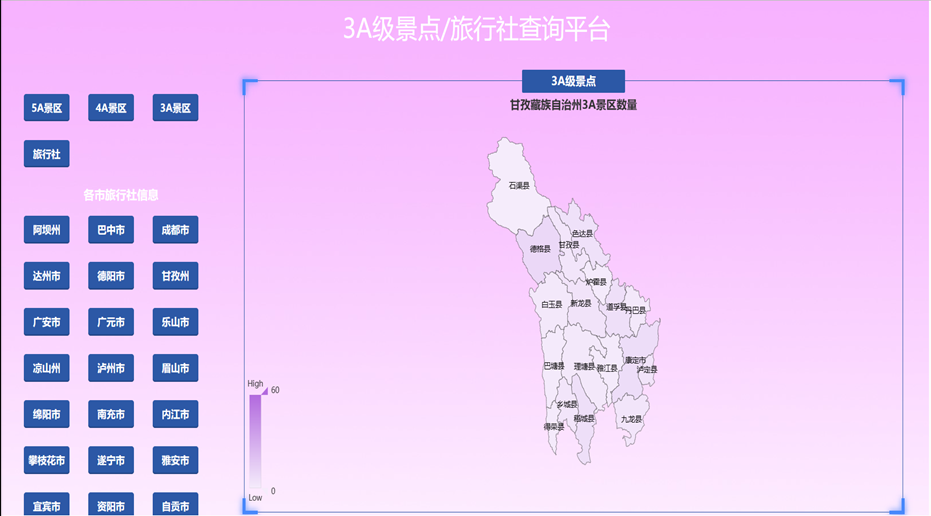 3A级景点/旅行社查询平台
3A级景点
甘孜藏族自治州3A景区数量
5A景区 4A景区 3A景区
旅行社
各市旅行社信息
阿坝州 巴中市 成都市
达州市 德阳市 甘孜州
广安市 广元市 乐山市
凉山州 泸州市 眉山市
绵阳市 南充市 内江市
攀枝花市 遂宁市 雅安市
宜宾市 资阳市 自贡市
石渠县
色达县
德格县 甘孜县
炉霍县
白玉县 新龙县 道孚县 丹巴县
康定市
巴塘县 理塘县 雅江县 泸定县
乡城县
稻城县 九龙县
得荣县
High
60
0
Low